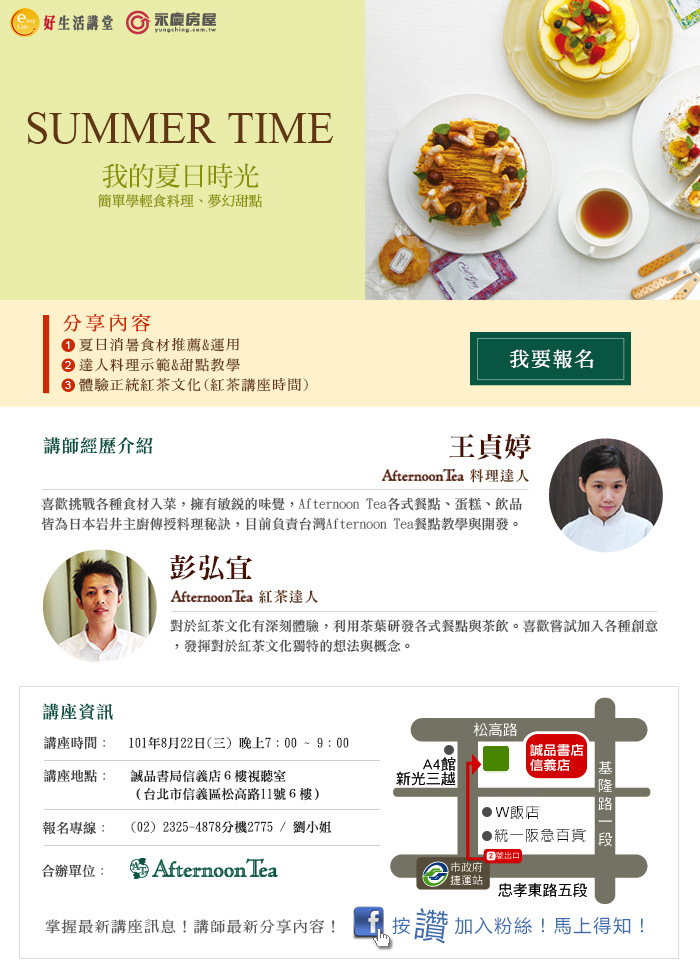 好生活講堂
永慶房屋
yungching.com.tw
SUMMER TIME
我的夏日時光
簡單學輕食料理、夢幻甜點
分享內容
1 夏日消暑食材推薦&運用
2 達人料理示範&甜點教學
3 體驗正統紅茶文化(紅茶講座時間)
我要報名
講師經歷介紹
王貞婷
Afternoon Tea 料理達人
喜歡挑戰各種食材入菜，擁有敏銳的味覺，Afternoon Tea各式餐點、蛋糕、飲品
皆為日本岩井主廚傳授料理秘訣，目前負責台灣Afternoon Tea餐點教學與開發。
彭弘宜
Afternoon Tea 紅茶達人
對於紅茶文化有深刻體驗，利用茶葉研發各式餐點與茶飲。喜歡嘗試加入各種創意
，發揮對於紅茶文化獨特的想法與概念。
講座資訊
講座時間： 101年8月22日(三) 晚上7：00 ~ 9：00
講座地點： 誠品書局信義店 6 樓視聽室
（台北市信義區松高路11號 6 樓）
報名專線： （02）2325-4878分機2775 / 劉小姐
合辦單位： Afternoon Tea
松高路
誠品書店
信義店
A4館
新光三越
基隆路一段
W飯店
統一阪急百貨
2號出口
市政府
捷運站
忠孝東路五段
掌握最新講座訊息！講師最新分享內容！ f 按 讚 加入粉絲！馬上得知！